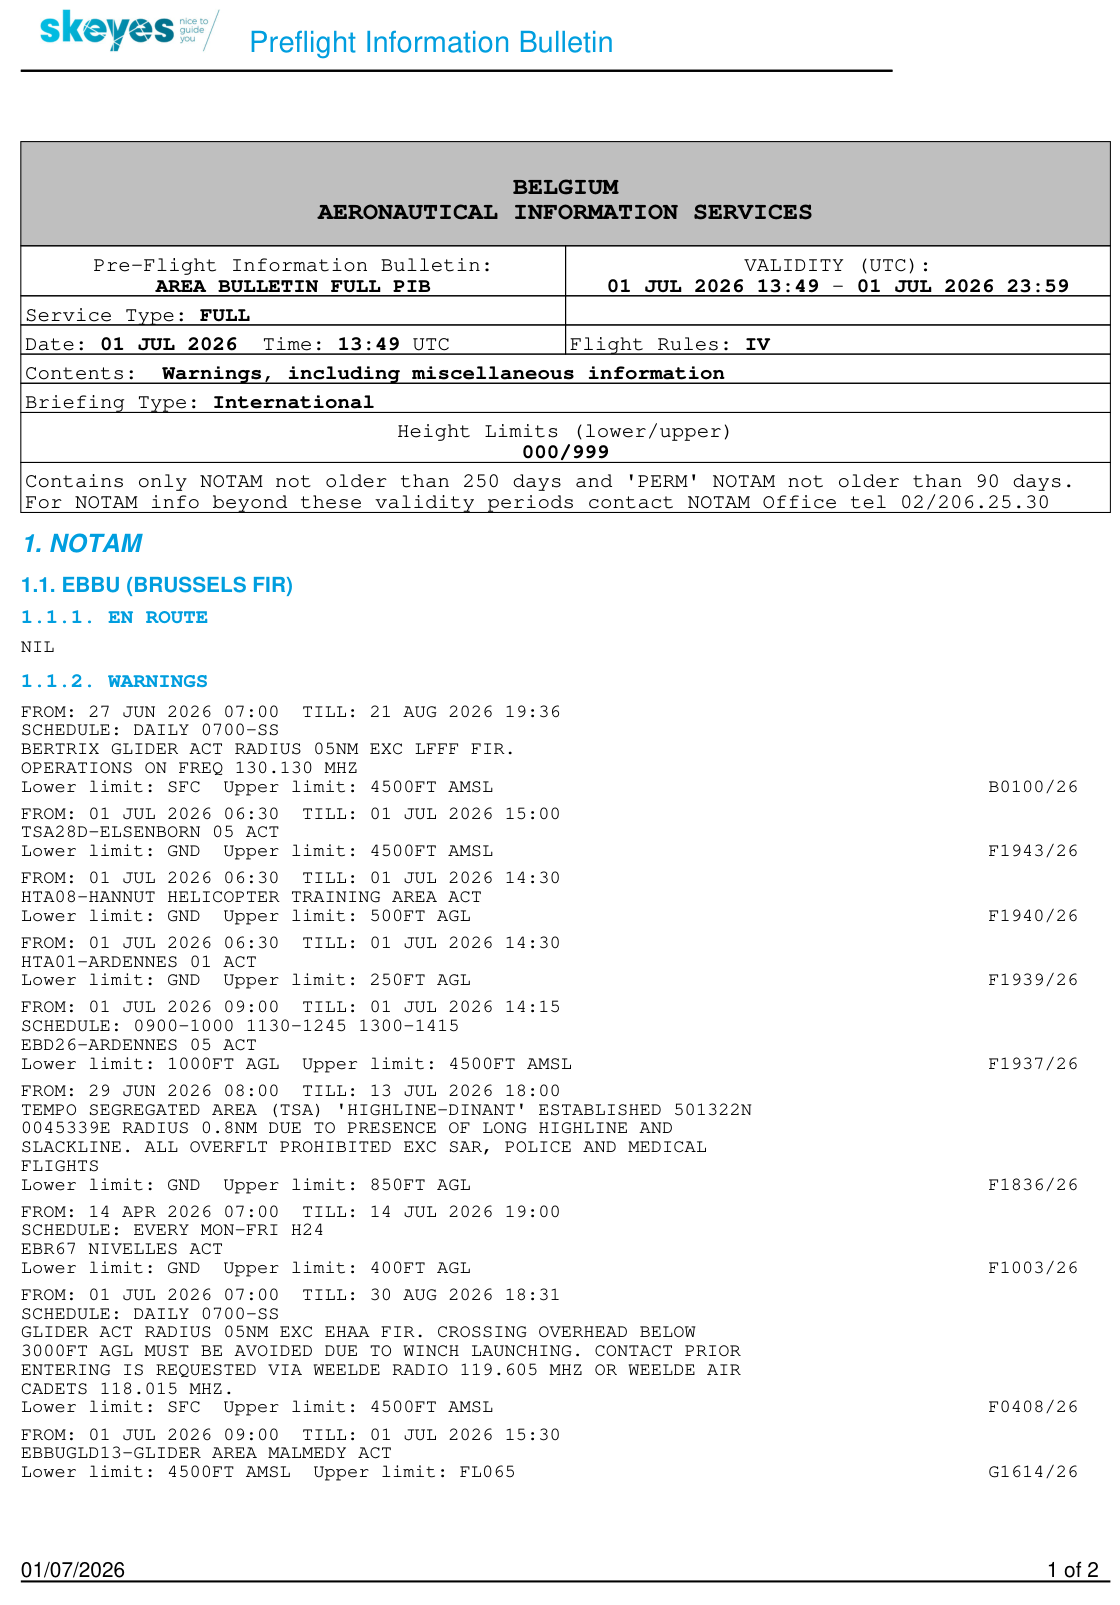 skeyes nice to guide you
Preflight Information Bulletin
BELGIUM
AERONAUTICAL INFORMATION SERVICES
Pre-Flight Information Bulletin:
AREA BULLETIN FULL PIB
VALIDITY (UTC):
01 JUL 2026 13:49 - 01 JUL 2026 23:59
Service Type: FULL
Date: 01 JUL 2026  Time: 13:49 UTC
Flight Rules: IV
Contents:  Warnings, including miscellaneous information
Briefing Type: International
Height Limits (lower/upper)
000/999
Contains only NOTAM not older than 250 days and 'PERM' NOTAM not older than 90 days.
For NOTAM info beyond these validity periods contact NOTAM Office tel 02/206.25.30
1. NOTAM
1.1. EBBU (BRUSSELS FIR)
1.1.1. EN ROUTE
NIL
1.1.2. WARNINGS
FROM: 27 JUN 2026 07:00  TILL: 21 AUG 2026 19:36
SCHEDULE: DAILY 0700-SS
BERTRIX GLIDER ACT RADIUS 05NM EXC LFFF FIR.
OPERATIONS ON FREQ 130.130 MHZ
Lower limit: SFC  Upper limit: 4500FT AMSL B0100/26
FROM: 01 JUL 2026 06:30  TILL: 01 JUL 2026 15:00
TSA28D-ELSENBORN 05 ACT
Lower limit: GND  Upper limit: 4500FT AMSL F1943/26
FROM: 01 JUL 2026 06:30  TILL: 01 JUL 2026 14:30
HTA08-HANNUT HELICOPTER TRAINING AREA ACT
Lower limit: GND  Upper limit: 500FT AGL F1940/26
FROM: 01 JUL 2026 06:30  TILL: 01 JUL 2026 14:30
HTA01-ARDENNES 01 ACT
Lower limit: GND  Upper limit: 250FT AGL F1939/26
FROM: 01 JUL 2026 09:00  TILL: 01 JUL 2026 14:15
SCHEDULE: 0900-1000 1130-1245 1300-1415
EBD26-ARDENNES 05 ACT
Lower limit: 1000FT AGL  Upper limit: 4500FT AMSL F1937/26
FROM: 29 JUN 2026 08:00  TILL: 13 JUL 2026 18:00
TEMPO SEGREGATED AREA (TSA) 'HIGHLINE-DINANT' ESTABLISHED 501322N
0045339E RADIUS 0.8NM DUE TO PRESENCE OF LONG HIGHLINE AND
SLACKLINE. ALL OVERFLT PROHIBITED EXC SAR, POLICE AND MEDICAL
FLIGHTS
Lower limit: GND  Upper limit: 850FT AGL F1836/26
FROM: 14 APR 2026 07:00  TILL: 14 JUL 2026 19:00
SCHEDULE: EVERY MON-FRI H24
EBR67 NIVELLES ACT
Lower limit: GND  Upper limit: 400FT AGL F1003/26
FROM: 01 JUL 2026 07:00  TILL: 30 AUG 2026 18:31
SCHEDULE: DAILY 0700-SS
GLIDER ACT RADIUS 05NM EXC EHAA FIR. CROSSING OVERHEAD BELOW
3000FT AGL MUST BE AVOIDED DUE TO WINCH LAUNCHING. CONTACT PRIOR
ENTERING IS REQUESTED VIA WEELDE RADIO 119.605 MHZ OR WEELDE AIR
CADETS 118.015 MHZ.
Lower limit: SFC  Upper limit: 4500FT AMSL F0408/26
FROM: 01 JUL 2026 09:00  TILL: 01 JUL 2026 15:30
EBBUGLD13-GLIDER AREA MALMEDY ACT
Lower limit: 4500FT AMSL  Upper limit: FL065 G1614/26
01/07/2026
1 of 2